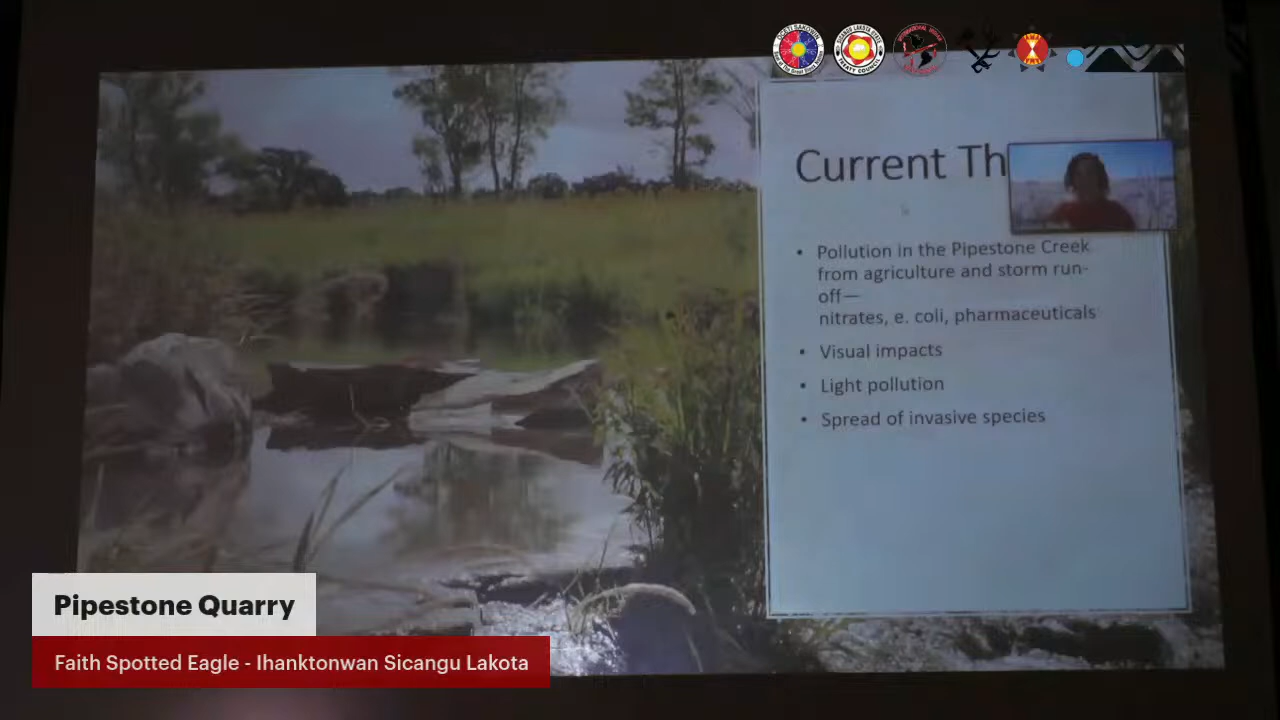 Current Th
• Pollution in the Pipestone Creek
from agriculture and storm run-
off—
nitrates, e. coli, pharmaceuticals
• Visual impacts
• Light pollution
• Spread of invasive species
Pipestone Quarry
Faith Spotted Eagle - Ihanktonwan Sicangu Lakota